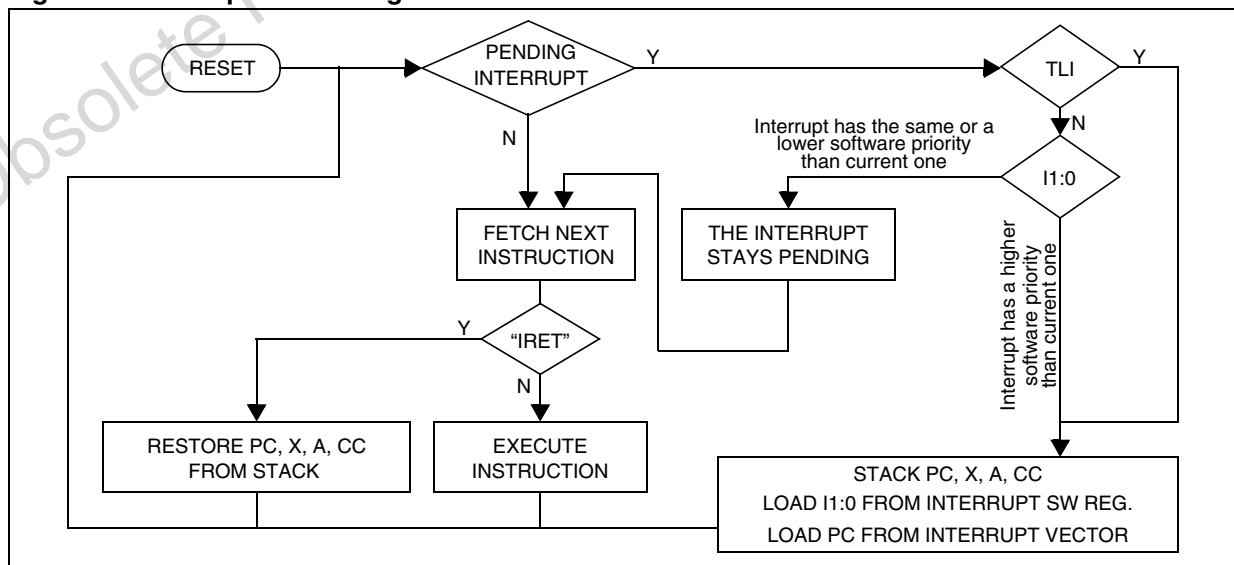 RESET
PENDING
INTERRUPT
Y
TLI
Y
N
N
Interrupt has the same or a
lower software priority
than current one
I1:0
FETCH NEXT
INSTRUCTION
THE INTERRUPT
STAYS PENDING
Interrupt has a higher
software priority
than current one
Y
“IRET”
N
RESTORE PC, X, A, CC
FROM STACK
EXECUTE
INSTRUCTION
STACK PC, X, A, CC
LOAD I1:0 FROM INTERRUPT SW REG.
LOAD PC FROM INTERRUPT VECTOR
obsolete